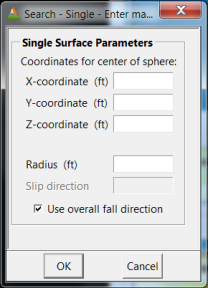 Search - Single - Enter ma...
Single Surface Parameters
Coordinates for center of sphere:
X-coordinate (ft)
Y-coordinate (ft)
Z-coordinate (ft)
Radius (ft)
Slip direction
Use overall fall direction
OK Cancel